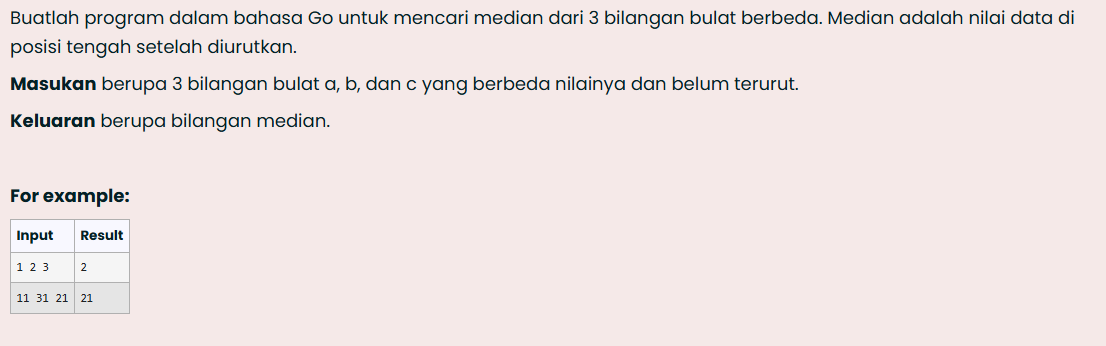 Buatlah program dalam bahasa Go untuk mencari median dari 3 bilangan bulat berbeda. Median adalah nilai data di
posisi tengah setelah diurutkan.
Masukan berupa 3 bilangan bulat a, b, dan c yang berbeda nilainya dan belum terurut.
Keluaran berupa bilangan median.
For example:
Input Result
1 2 3 2
11 31 21 21